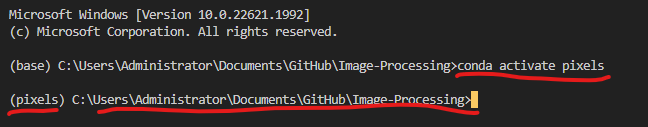 Microsoft Windows [Version 10.0.22621.1992]
(c) Microsoft Corporation. All rights reserved.
(base) C:\Users\Administrator\Documents\GitHub\Image-Processing>conda activate pixels
(pixels) C:\Users\Administrator\Documents\GitHub\Image-Processing>